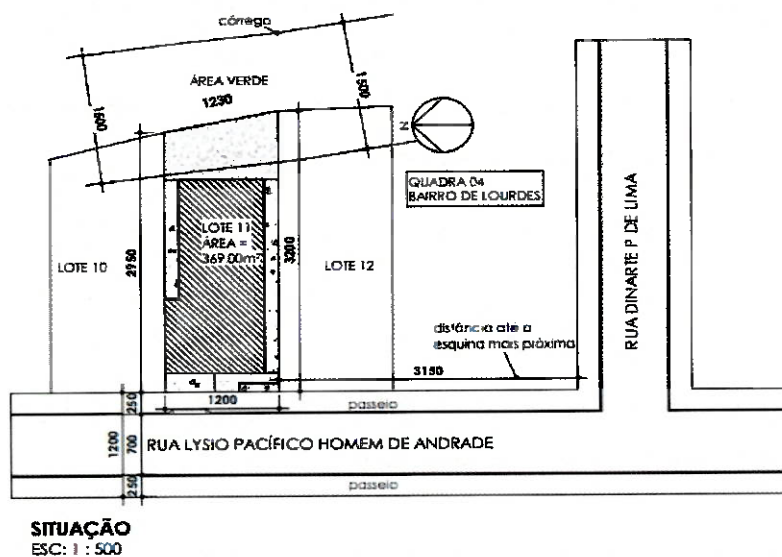 córrego
ÁREA VERDE
1230
1500
1500
N
QUADRA 04
BAIRRO DE LOURDES
LOTE 11
ÁREA =
369.00m²
LOTE 10
2950
3200
LOTE 12
RUA DINARTE P DE LIMA
distância até a
esquina mais próxima
3150
1200
passeio
250
1200
700
RUA LYSIO PACÍFICO HOMEM DE ANDRADE
250
passeio
SITUAÇÃO
ESC: 1 : 500